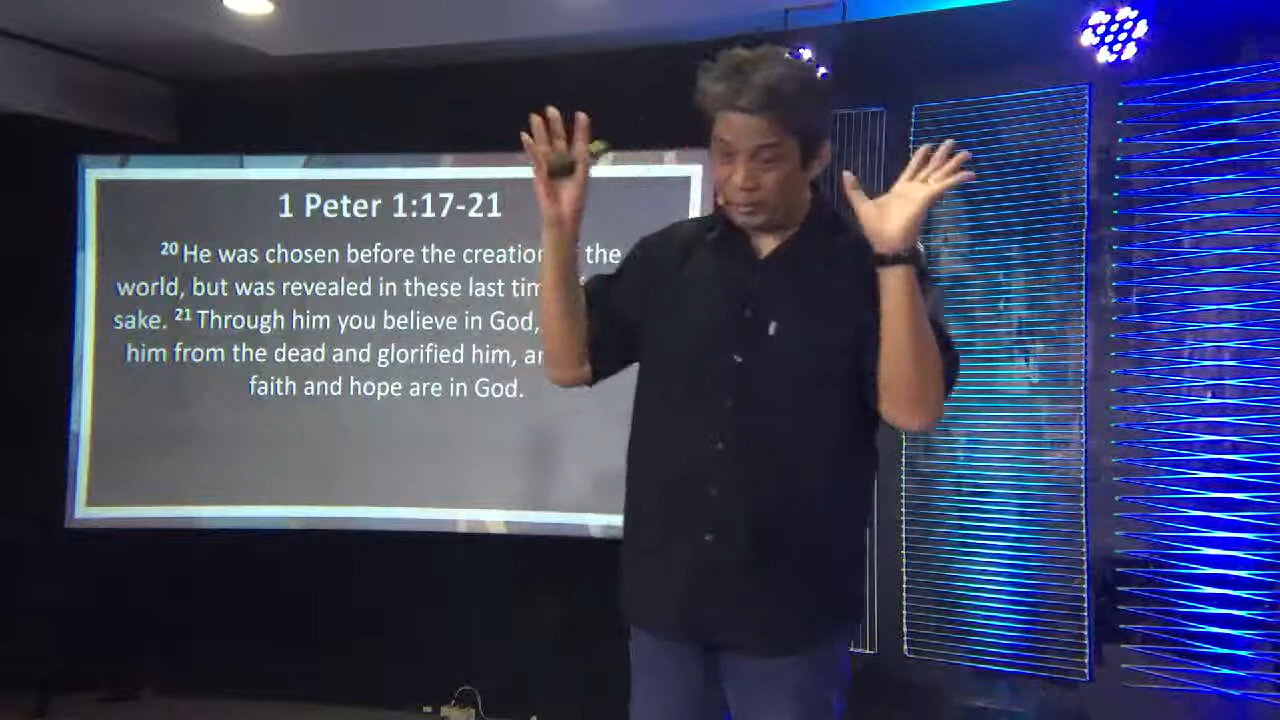 1 Peter 1:17-21
20 He was chosen before the creation the
world, but was revealed in these last
sake. 21 Through him you believe in God,
him from the dead and glorified him,
faith and hope are in God.